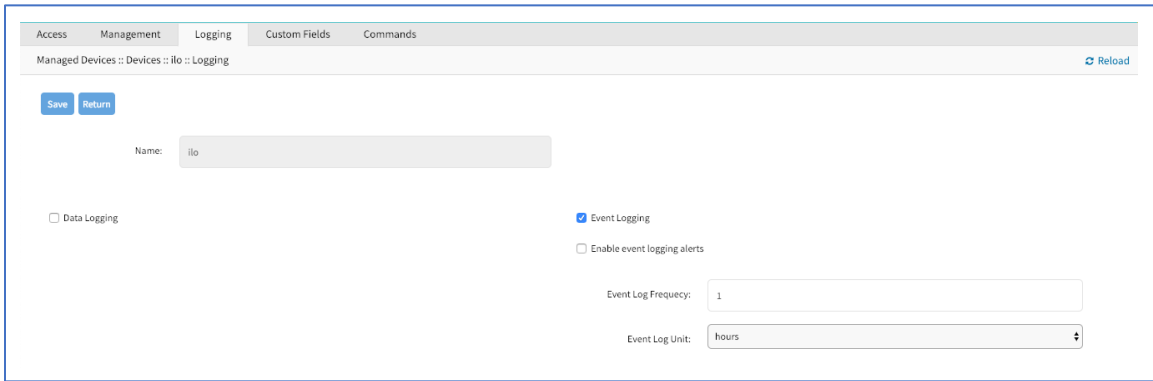 Access Management Logging Custom Fields Commands
Managed Devices :: Devices :: ilo :: Logging Reload
Save Return
Name: ilo
Data Logging Event Logging
Enable event logging alerts
Event Log Frequecy: 1
Event Log Unit: hours